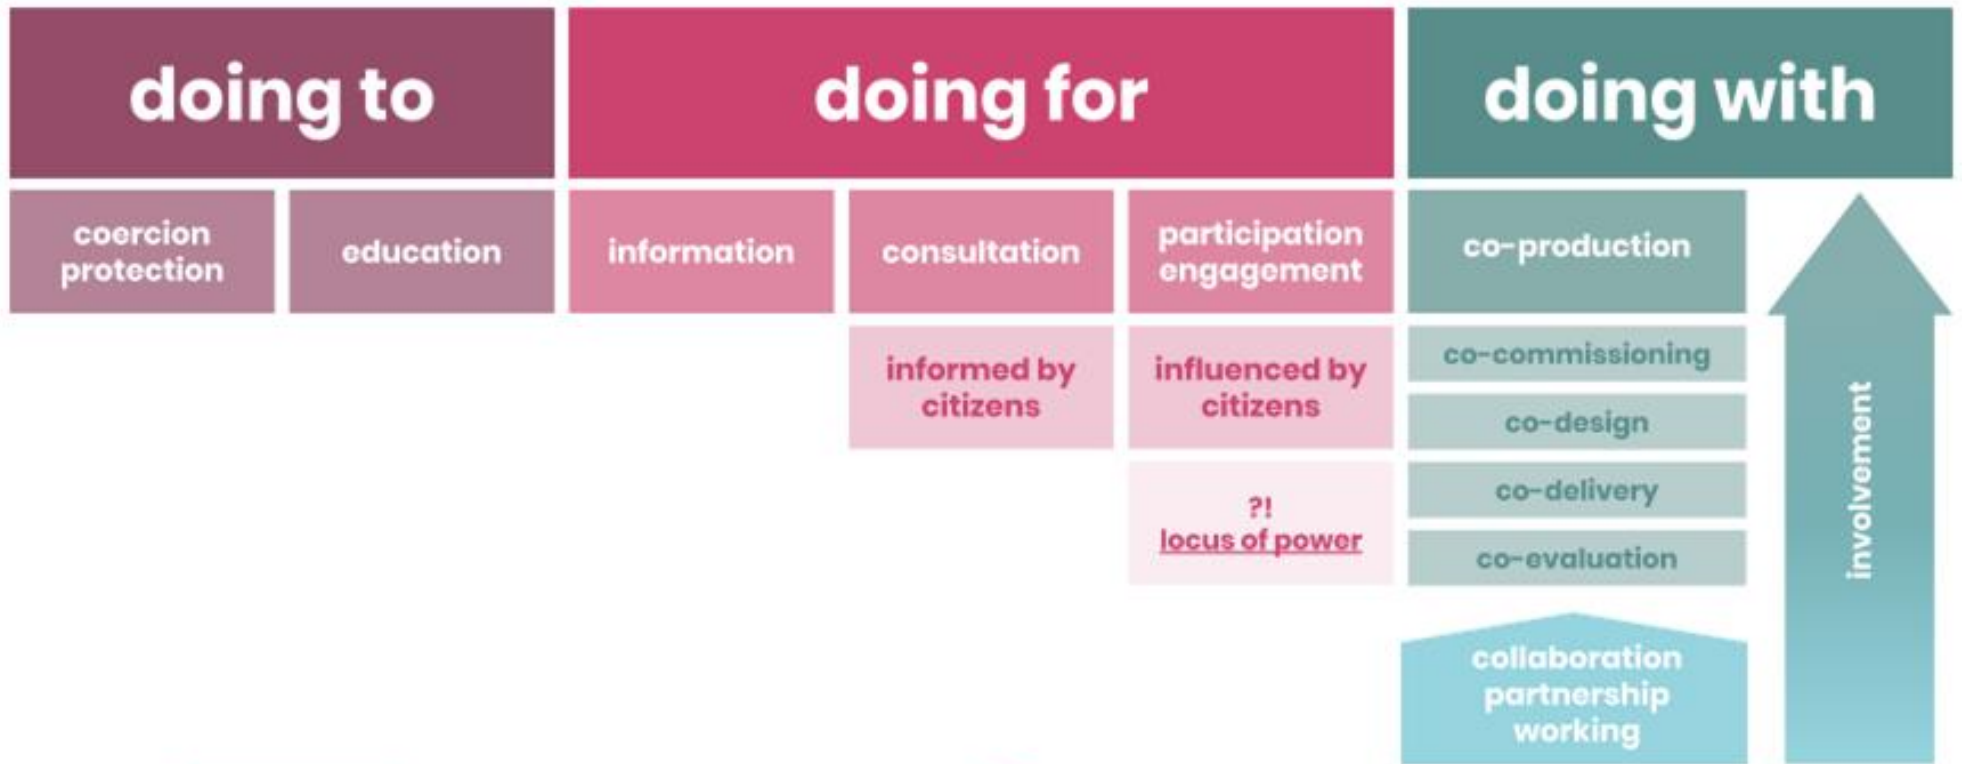 doing to
doing for
doing with
coercion
protection
education
information
consultation
participation
engagement
co-production
informed by
citizens
influenced by
citizens
?!
locus of power
co-commissioning
co-design
co-delivery
co-evaluation
involvement
collaboration
partnership
working